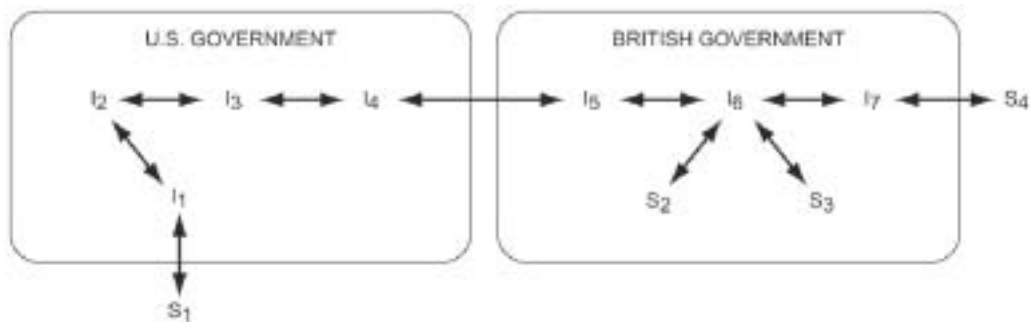 U.S. GOVERNMENT BRITISH GOVERNMENT
I2 I3 I4 I5 I6 I7 S4
I1 S2 S3
S1